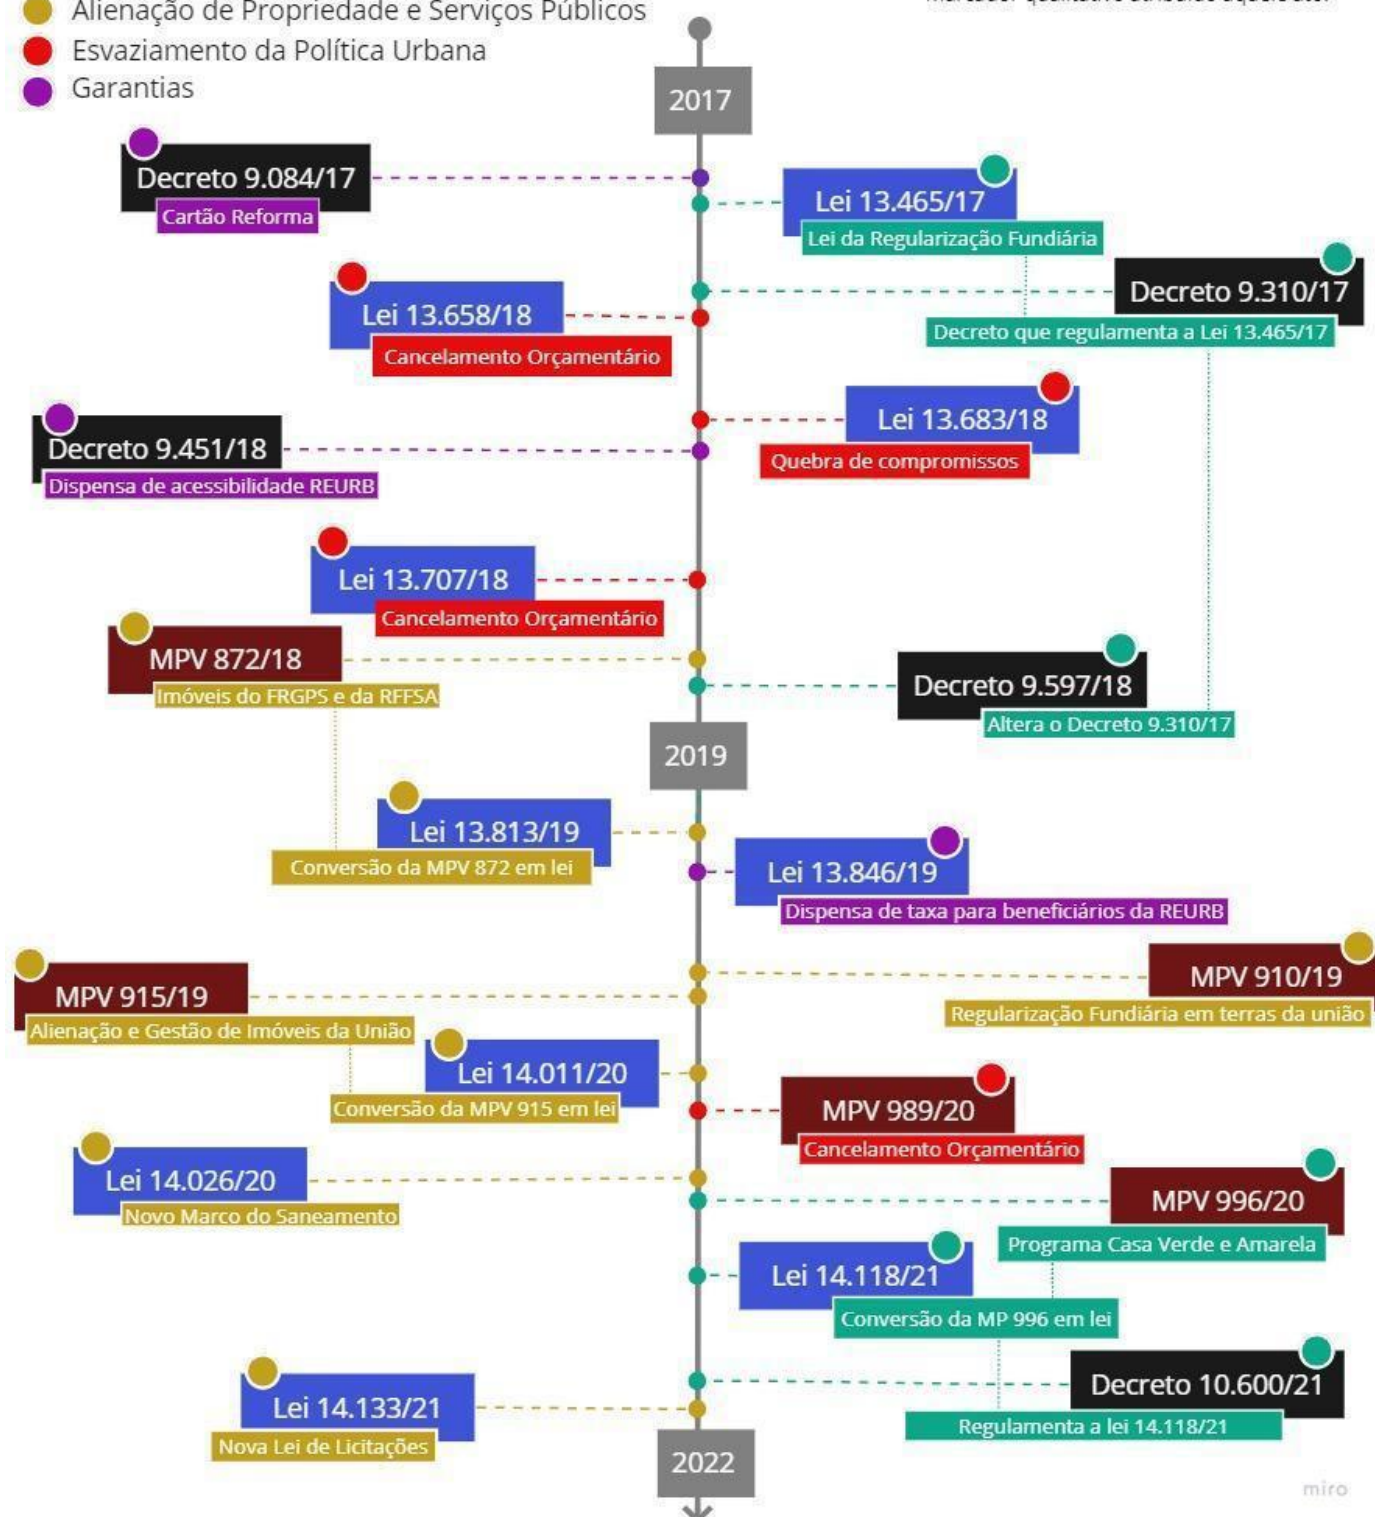 Alienação de Propriedade e Serviços Públicos
Esvaziamento da Política Urbana
Garantias
2017
Decreto 9.084/17
Cartão Reforma
Lei 13.465/17
Lei da Regularização Fundiária
Decreto 9.310/17
Decreto que regulamenta a Lei 13.465/17
Lei 13.658/18
Cancelamento Orçamentário
Lei 13.683/18
Quebra de compromissos
Decreto 9.451/18
Dispensa de acessibilidade REURB
Lei 13.707/18
Cancelamento Orçamentário
MPV 872/18
Imóveis do FRGPS e da RFFSA
Decreto 9.597/18
Altera o Decreto 9.310/17
2019
Lei 13.813/19
Conversão da MPV 872 em lei
Lei 13.846/19
Dispensa de taxa para beneficiários da REURB
MPV 910/19
Regularização Fundiária em terras da união
MPV 915/19
Alienação e Gestão de Imóveis da União
Lei 14.011/20
Conversão da MPV 915 em lei
MPV 989/20
Cancelamento Orçamentário
Lei 14.026/20
Novo Marco do Saneamento
MPV 996/20
Programa Casa Verde e Amarela
Lei 14.118/21
Conversão da MP 996 em lei
Decreto 10.600/21
Regulamenta a lei 14.118/21
Lei 14.133/21
Nova Lei de Licitações
2022
miro